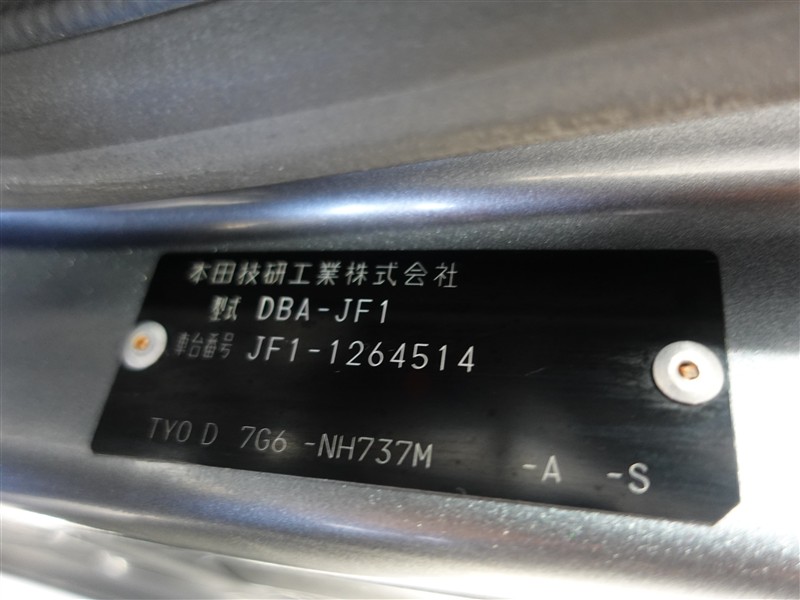 本田技研工業株式会社
型式 DBA-JF1
車台番号 JF1-1264514
TYO D 7G6 -NH737M -A -S